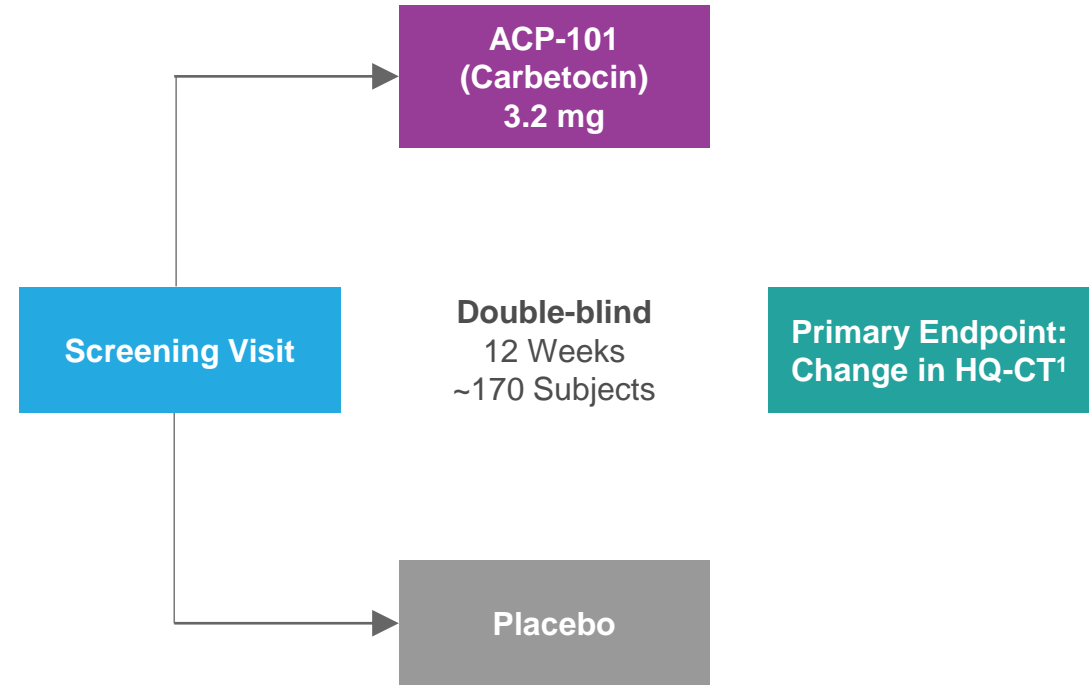 ACP-101
(Carbetocin)
3.2 mg
Screening Visit
Double-blind
12 Weeks
~170 Subjects
Primary Endpoint:
Change in HQ-CT¹
Placebo